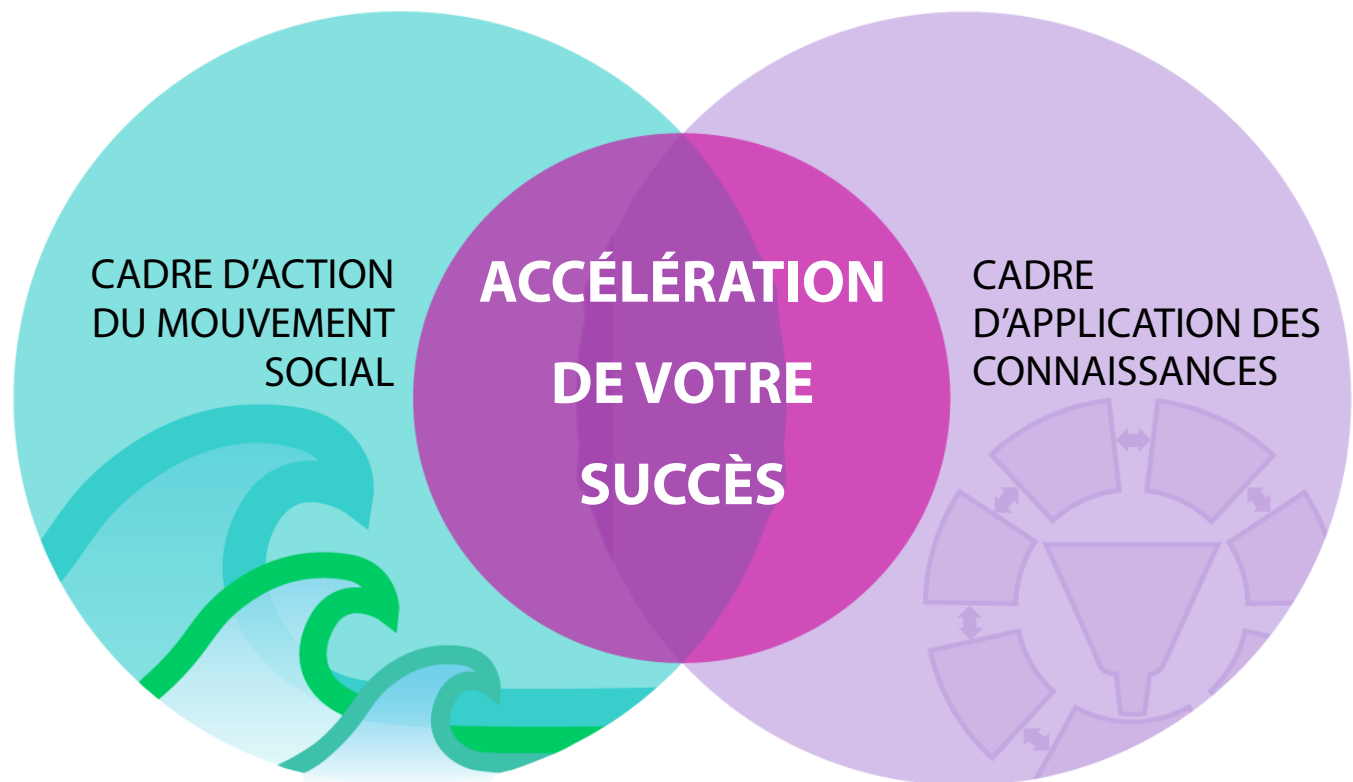 CADRE D’ACTION
DU MOUVEMENT
SOCIAL
ACCÉLÉRATION
DE VOTRE
SUCCÈS
CADRE
D’APPLICATION DES
CONNAISSANCES